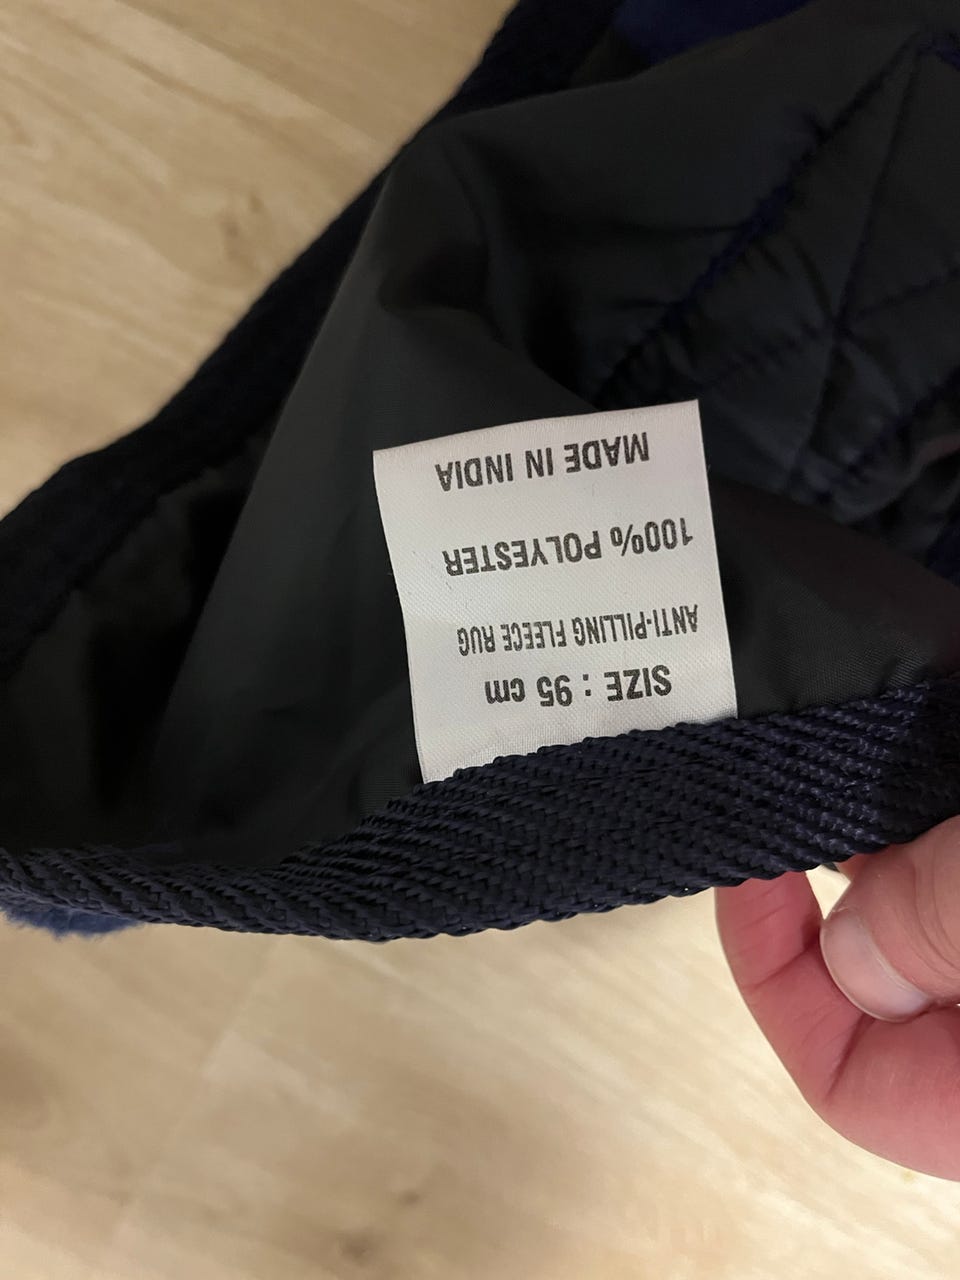 SIZE : 95 cm
ANTI-PILLING FLEECE RUG
100% POLYESTER
MADE IN INDIA